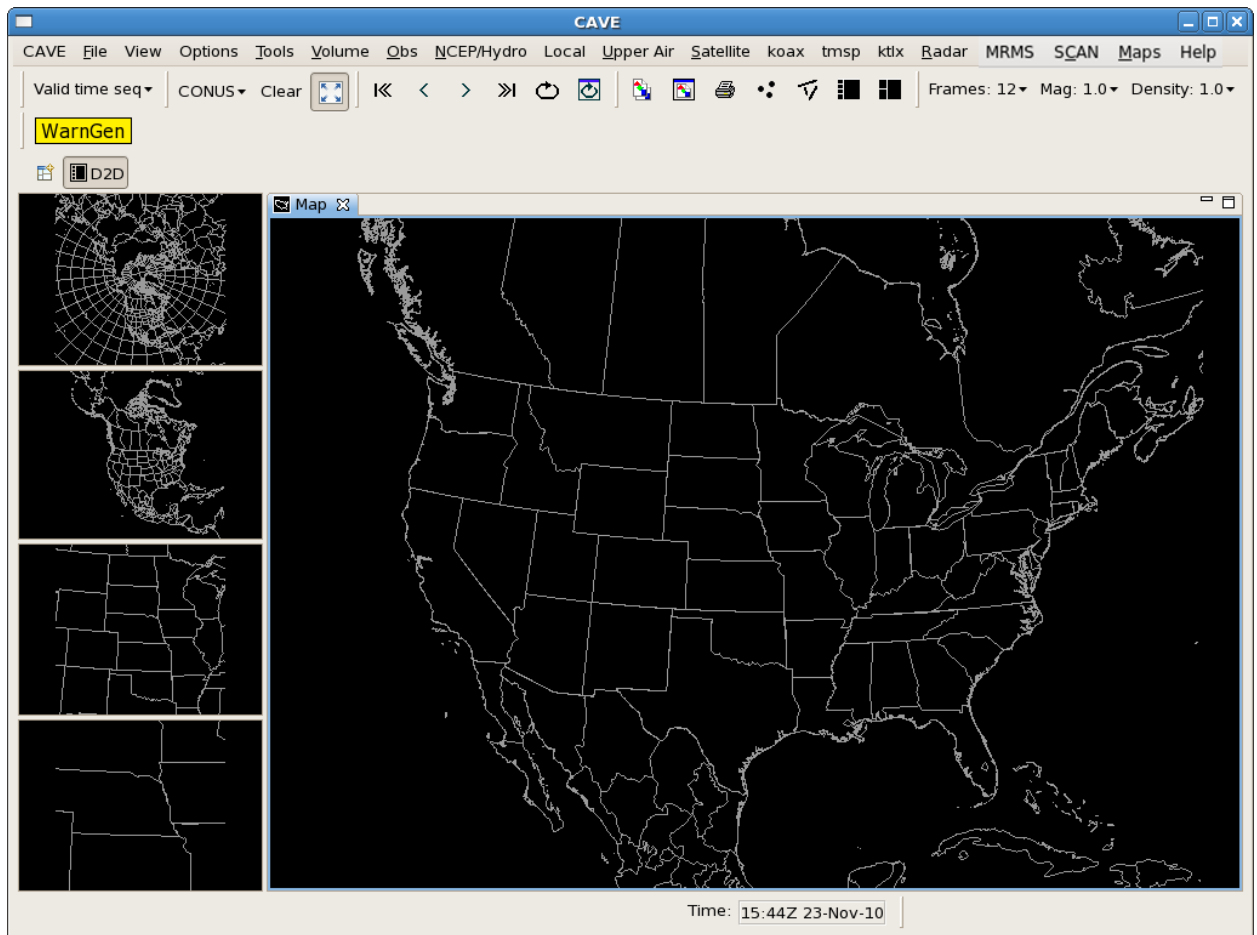 CAVE
CAVE File View Options Tools Volume Obs NCEP/Hydro Local Upper Air Satellite koax tmsp ktlx Radar MRMS SCAN Maps Help
Valid time seq CONUS Clear Frames: 12 Mag: 1.0 Density: 1.0
WarnGen
D2D
Map
Time: 15:44Z 23-Nov-10